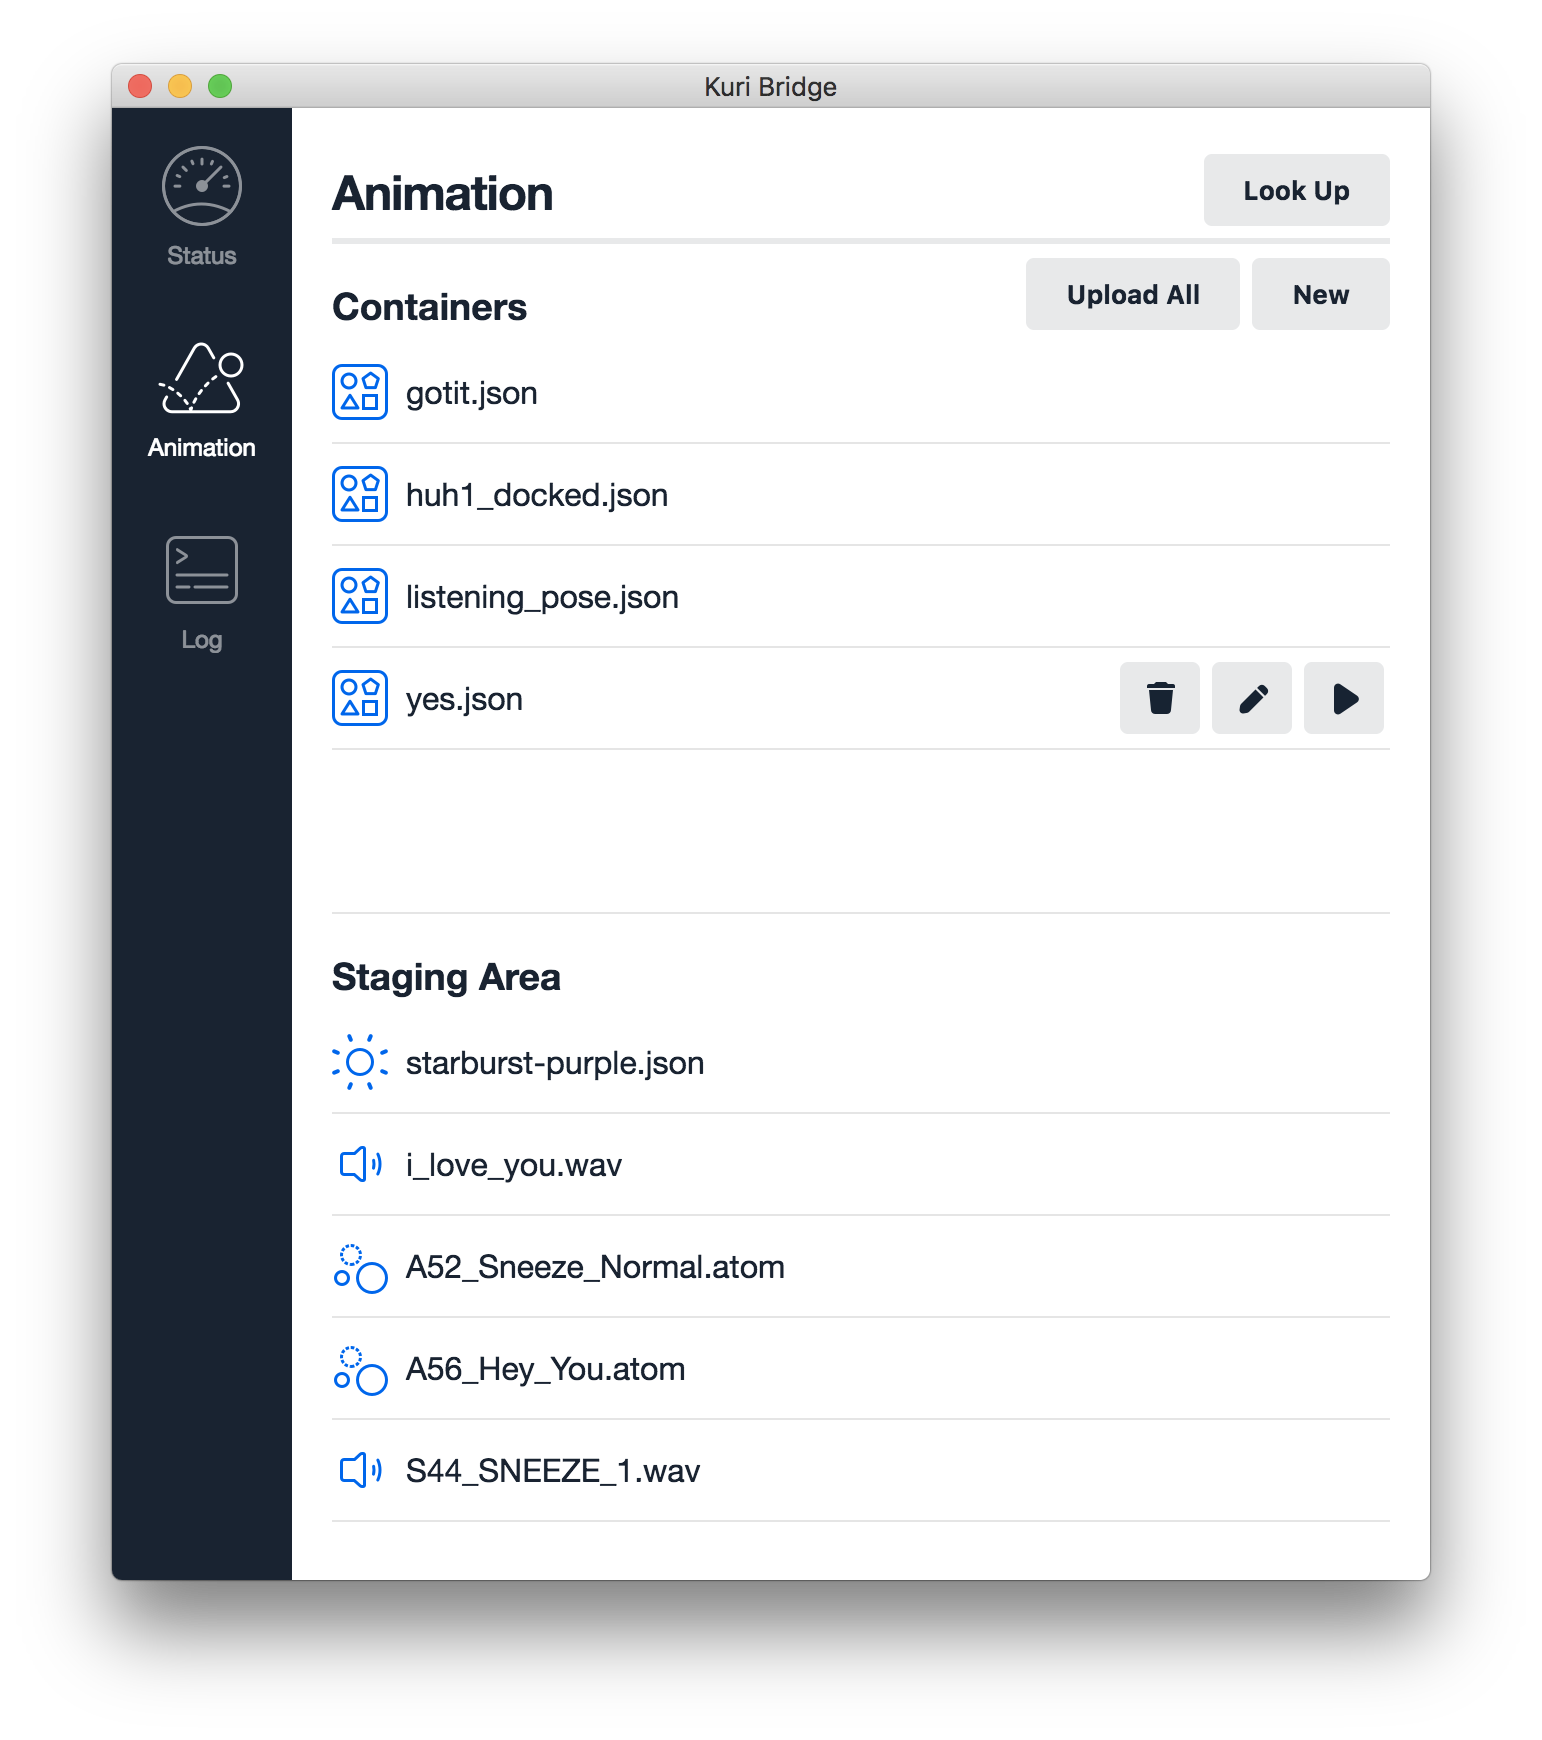 Kuri Bridge
Status
Animation
Log
Animation
Look Up
Containers
Upload All
New
gotit.json
huh1_docked.json
listening_pose.json
yes.json
Staging Area
starburst-purple.json
i_love_you.wav
A52_Sneeze_Normal.atom
A56_Hey_You.atom
S44_SNEEZE_1.wav